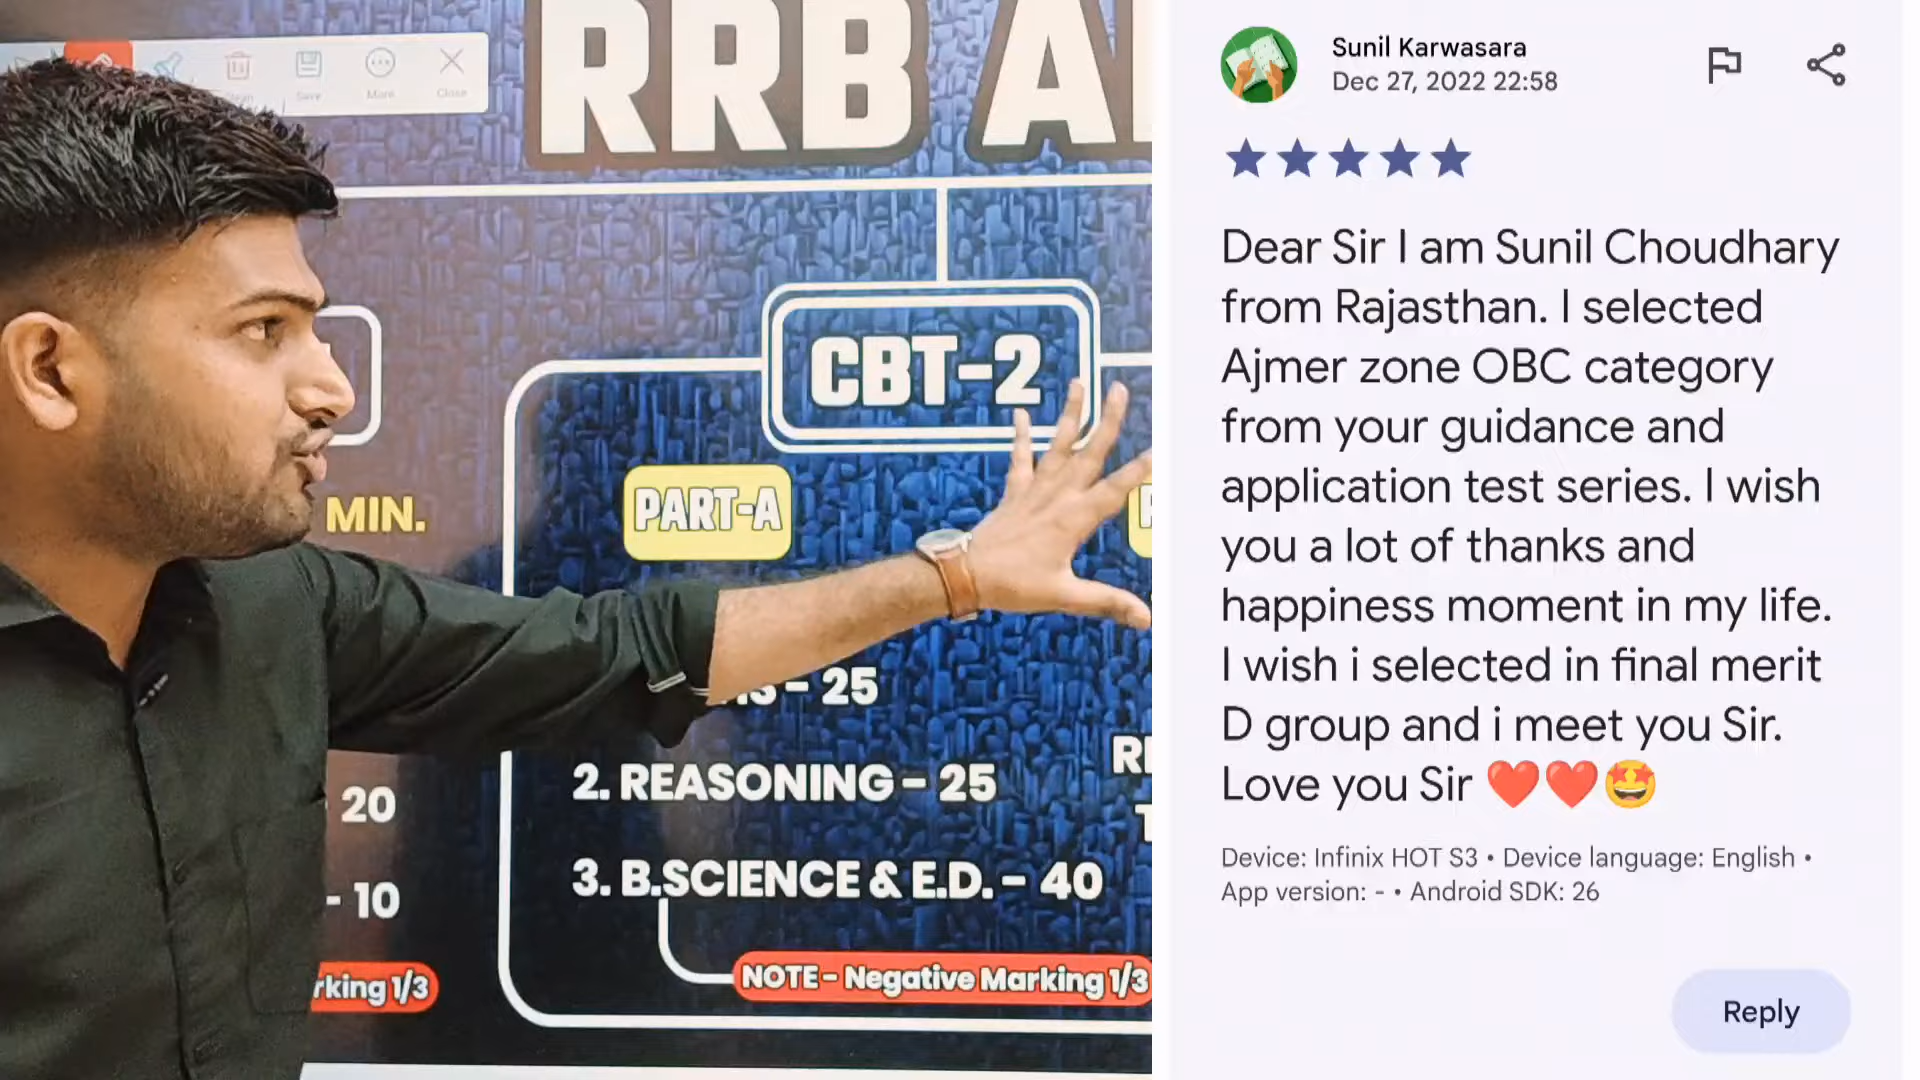 Save
More
Close
RRB
CBT-2
MIN.
PART-A
- 25
2. REASONING - 25
20
3. B.SCIENCE & E.D. - 40
- 10
NOTE - Negative Marking 1/3
1/3
Sunil Karwasara
Dec 27, 2022 22:58
Dear Sir I am Sunil Choudhary
from Rajasthan. I selected
Ajmer zone OBC category
from your guidance and
application test series. I wish
you a lot of thanks and
happiness moment in my life.
I wish i selected in final merit
D group and i meet you Sir.
Love you Sir ❤️❤️🤩
Device: Infinix HOT S3 • Device language: English •
App version: - • Android SDK: 26
Reply